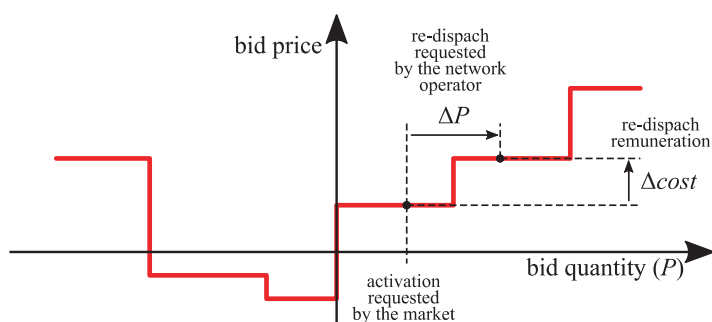 bid price
re-dispach
requested
by the network
operator
ΔP
re-dispach
remuneration
Δcost
bid quantity (P)
activation
requested
by the market